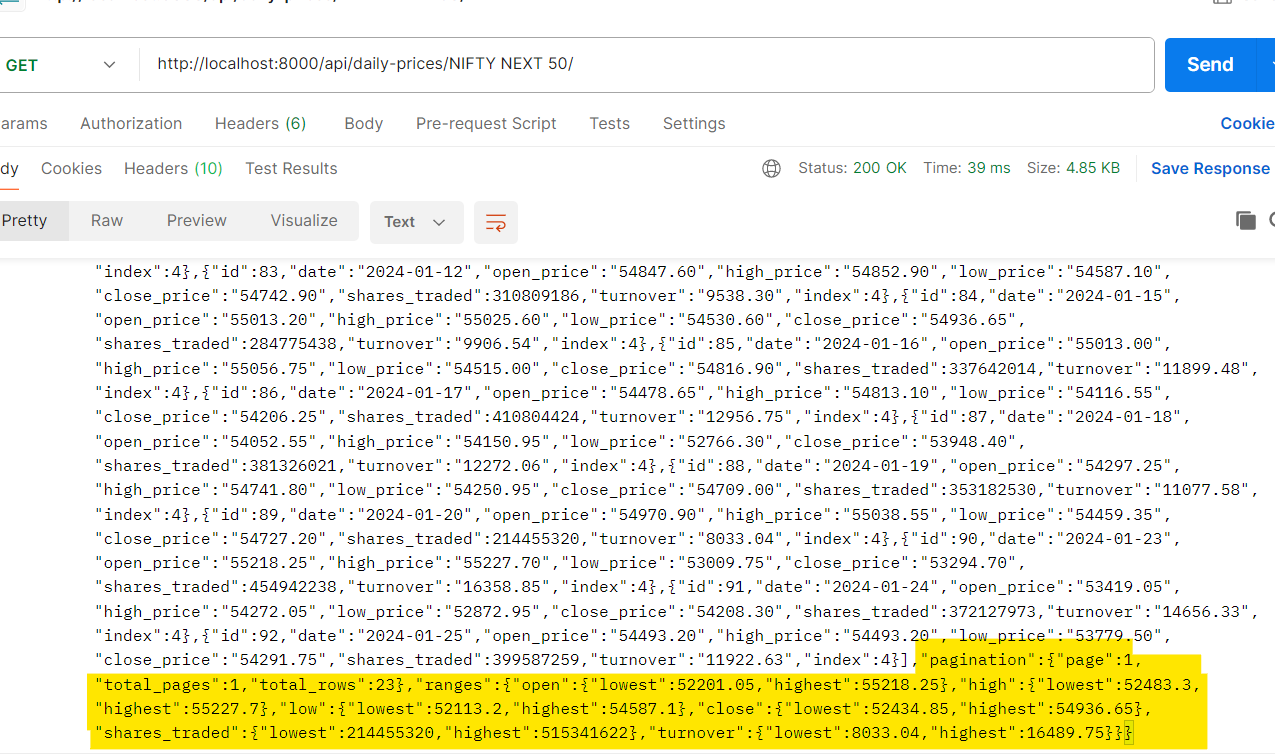 GET
http://localhost:8000/api/daily-prices/NIFTY NEXT 50/
Send
arams Authorization Headers (6) Body Pre-request Script Tests Settings Cookie
dy Cookies Headers (10) Test Results Status: 200 OK Time: 39 ms Size: 4.85 KB Save Response
Pretty Raw Preview Visualize Text
"index":4},{"id":83,"date":"2024-01-12","open_price":"54847.60","high_price":"54852.90","low_price":"54587.10",
"close_price":"54742.90","shares_traded":310809186,"turnover":"9538.30","index":4},{"id":84,"date":"2024-01-15",
"open_price":"55013.20","high_price":"55025.60","low_price":"54530.60","close_price":"54936.65",
"shares_traded":284775438,"turnover":"9906.54","index":4},{"id":85,"date":"2024-01-16","open_price":"55013.00",
"high_price":"55056.75","low_price":"54515.00","close_price":"54816.90","shares_traded":337642014,"turnover":"11899.48",
"index":4},{"id":86,"date":"2024-01-17","open_price":"54478.65","high_price":"54813.10","low_price":"54116.55",
"close_price":"54206.25","shares_traded":410804424,"turnover":"12956.75","index":4},{"id":87,"date":"2024-01-18",
"open_price":"54052.55","high_price":"54150.95","low_price":"52766.30","close_price":"53948.40",
"shares_traded":381326021,"turnover":"12272.06","index":4},{"id":88,"date":"2024-01-19","open_price":"54297.25",
"high_price":"54741.80","low_price":"54250.95","close_price":"54709.00","shares_traded":353182530,"turnover":"11077.58",
"index":4},{"id":89,"date":"2024-01-20","open_price":"54970.90","high_price":"55038.55","low_price":"54459.35",
"close_price":"54727.20","shares_traded":214455320,"turnover":"8033.04","index":4},{"id":90,"date":"2024-01-23",
"open_price":"55218.25","high_price":"55227.70","low_price":"53009.75","close_price":"53294.70",
"shares_traded":454942238,"turnover":"16358.85","index":4},{"id":91,"date":"2024-01-24","open_price":"53419.05",
"high_price":"54272.05","low_price":"52872.95","close_price":"54208.30","shares_traded":372127973,"turnover":"14656.33",
"index":4},{"id":92,"date":"2024-01-25","open_price":"54493.20","high_price":"54493.20","low_price":"53779.50",
"close_price":"54291.75","shares_traded":399587259,"turnover":"11922.63","index":4}],"pagination":{"page":1,
"total_pages":1,"total_rows":23},"ranges":{"open":{"lowest":52201.05,"highest":55218.25},"high":{"lowest":52483.3,
"highest":55227.7},"low":{"lowest":52113.2,"highest":54587.1},"close":{"lowest":52434.85,"highest":54936.65},
"shares_traded":{"lowest":214455320,"highest":515341622},"turnover":{"lowest":8033.04,"highest":16489.75}}}